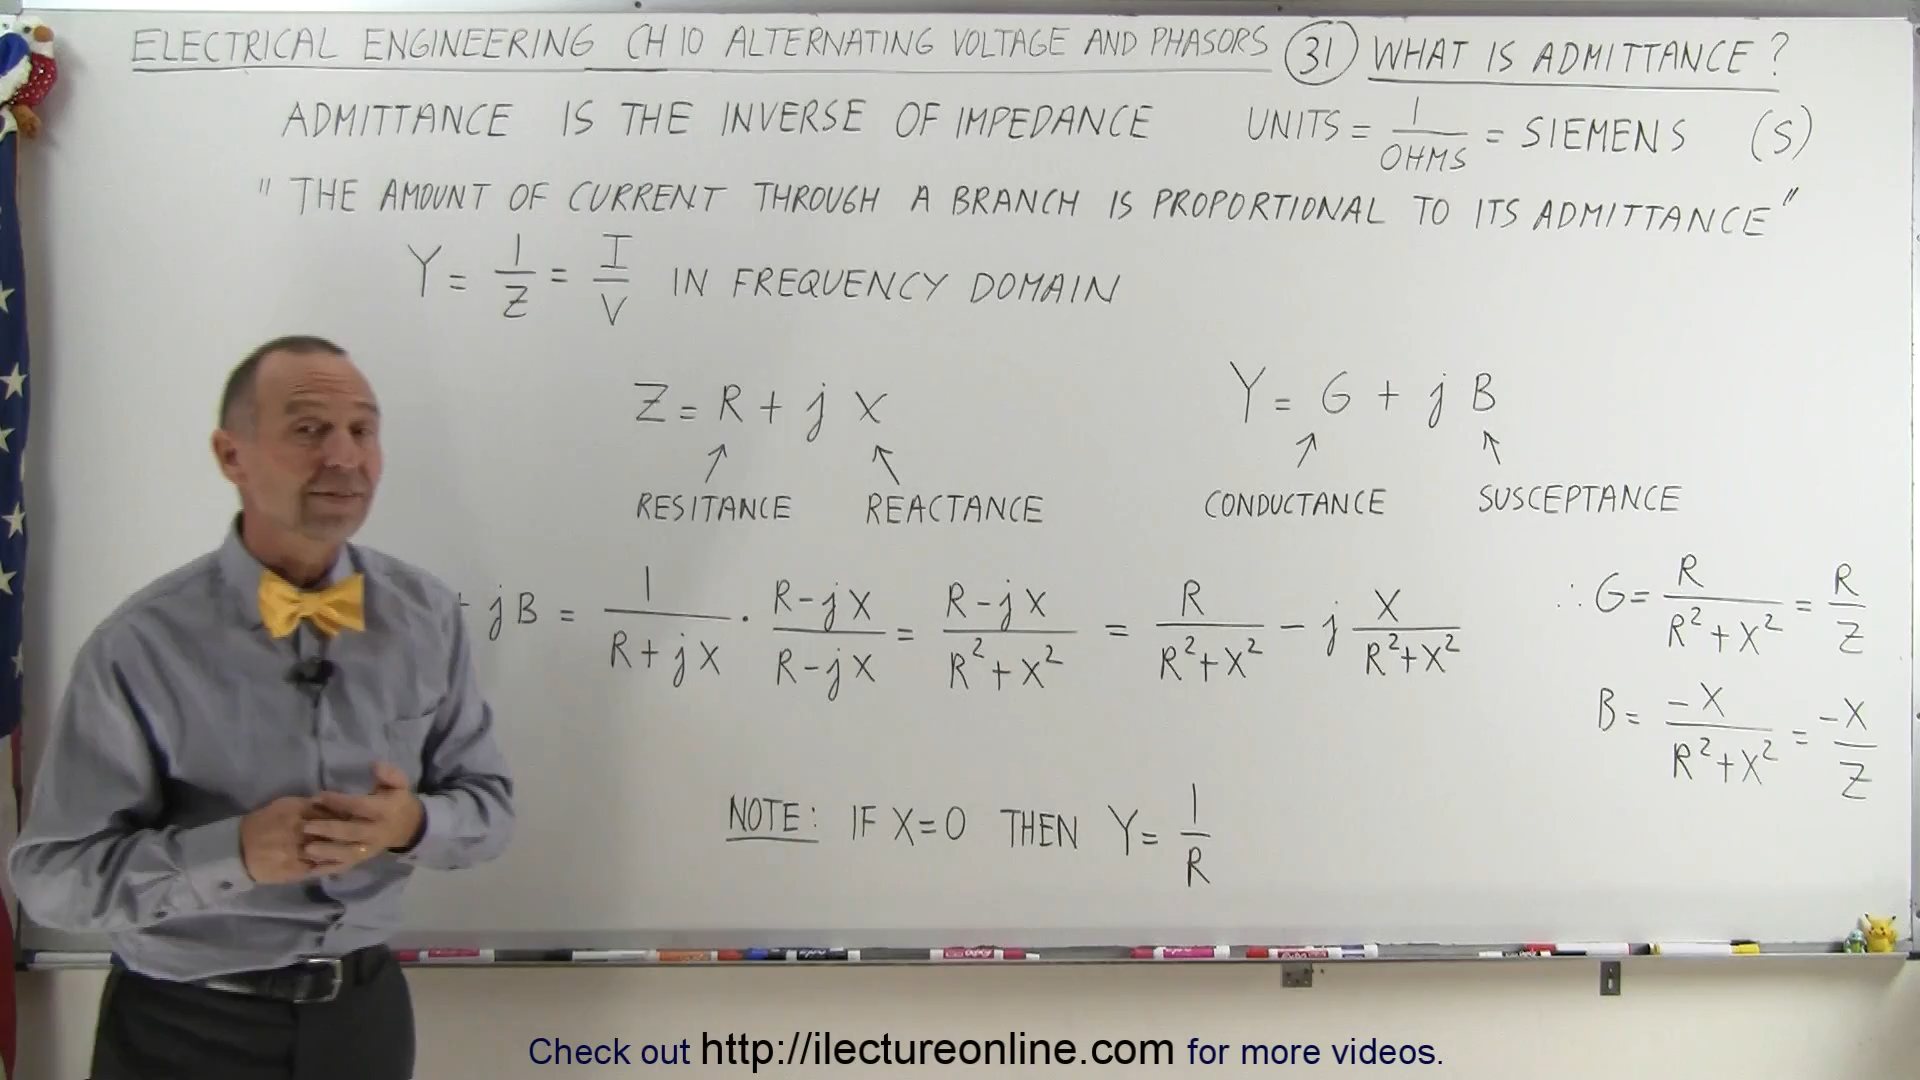 ELECTRICAL ENGINEERING CH 10 ALTERNATING VOLTAGE AND PHASORS 31 WHAT IS ADMITTANCE?
ADMITTANCE IS THE INVERSE OF IMPEDANCE UNITS = 1/OHMS = SIEMENS (S)
"THE AMOUNT OF CURRENT THROUGH A BRANCH IS PROPORTIONAL TO ITS ADMITTANCE"
Y = 1/Z = I/V IN FREQUENCY DOMAIN
Z = R + j X Y = G + j B
RESITANCE REACTANCE CONDUCTANCE SUSCEPTANCE
+ jB = 1/(R + jX) · (R - jX)/(R - jX) = (R - jX)/(R² + X²) = R/(R² + X²) - j X/(R² + X²) ∴ G = R/(R² + X²) = R/Z
B = -X/(R² + X²) = -X/Z
NOTE: IF X=0 THEN Y = 1/R
Check out http://ilectureonline.com for more videos.